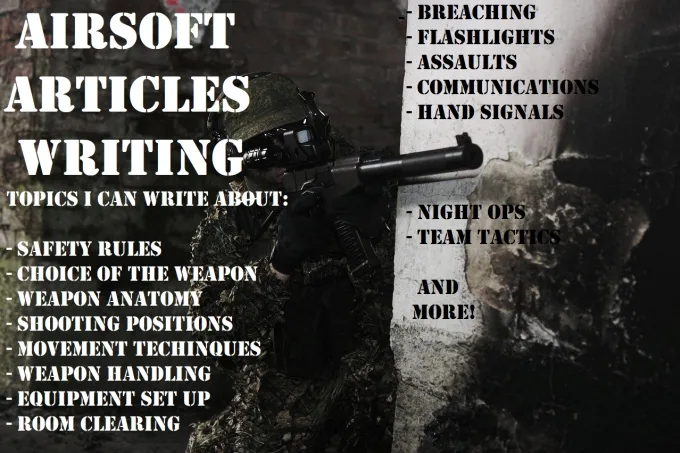 AIRSOFT
ARTICLES
WRITING
TOPICS I CAN WRITE ABOUT:
- SAFETY RULES
- CHOICE OF THE WEAPON
- WEAPON ANATOMY
- SHOOTING POSITIONS
- MOVEMENT TECHINQUES
- WEAPON HANDLING
- EQUIPMENT SET UP
- ROOM CLEARING
- BREACHING
- FLASHLIGHTS
- ASSAULTS
- COMMUNICATIONS
- HAND SIGNALS
- NIGHT OPS
- TEAM TACTICS
AND
MORE!